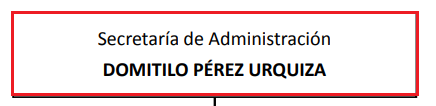 Secretaría de Administración
DOMITILO PÉREZ URQUIZA